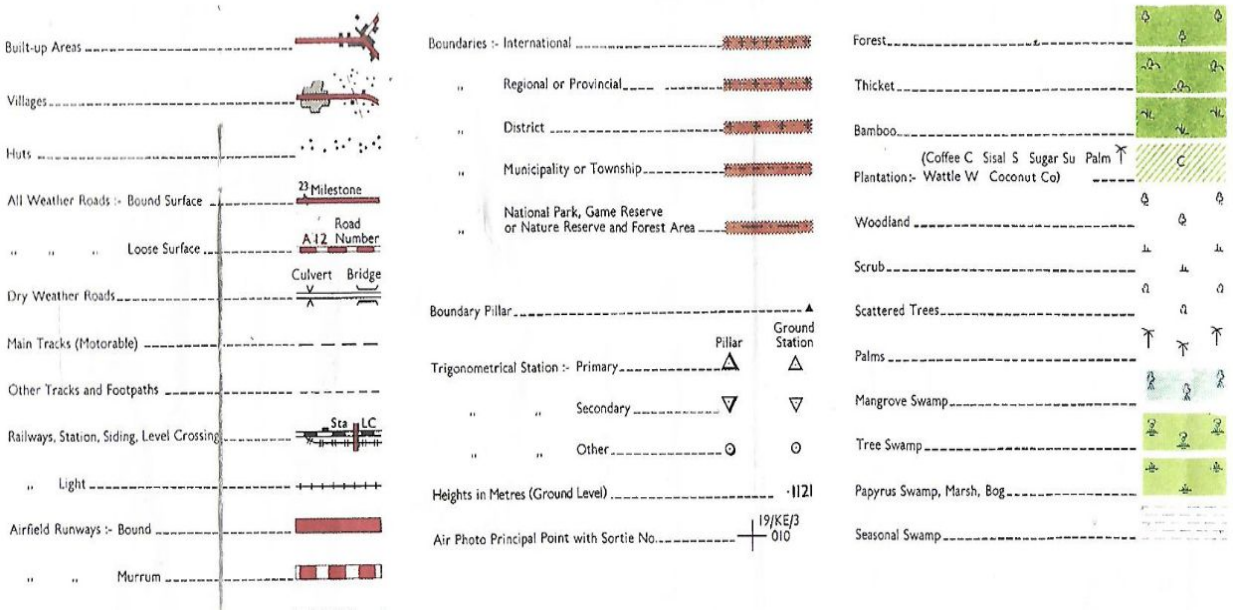 Built-up Areas
Villages
Huts
23 Milestone
All Weather Roads :- Bound Surface
Road
A 12 Number
" " " Loose Surface
Culvert Bridge
Dry Weather Roads
Main Tracks (Motorable)
Other Tracks and Footpaths
Sta LC
Railways, Station, Siding, Level Crossing
" Light
Airfield Runways :- Bound
" " Murrum
Boundaries :- International
" Regional or Provincial
" District
" Municipality or Township
National Park, Game Reserve
" or Nature Reserve and Forest Area
Boundary Pillar
Ground
Pillar Station
Trigonometrical Station :- Primary
" " Secondary
" " Other
Heights in Metres (Ground Level) ·1121
19/KE/3
Air Photo Principal Point with Sortie No. 010
Forest
Thicket
Bamboo
(Coffee C Sisal S Sugar Su Palm
Plantation:- Wattle W Coconut Co) C
Woodland
Scrub
Scattered Trees
Palms
Mangrove Swamp
Tree Swamp
Papyrus Swamp, Marsh, Bog
Seasonal Swamp